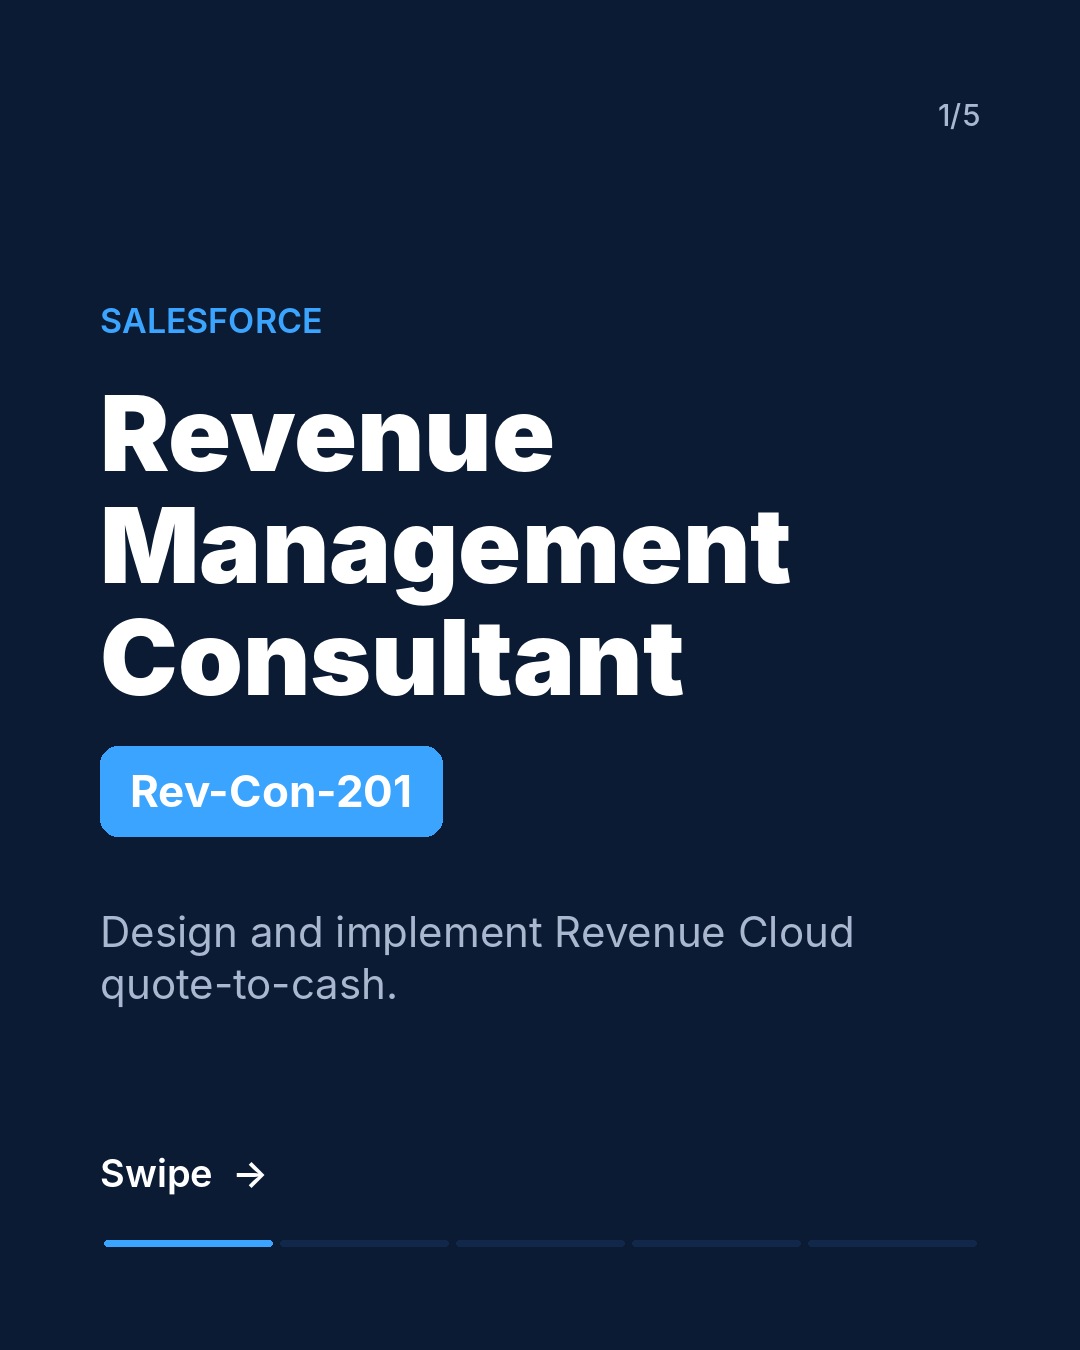 1/5
SALESFORCE
Revenue
Management
Consultant
Rev-Con-201
Design and implement Revenue Cloud
quote-to-cash.
Swipe →